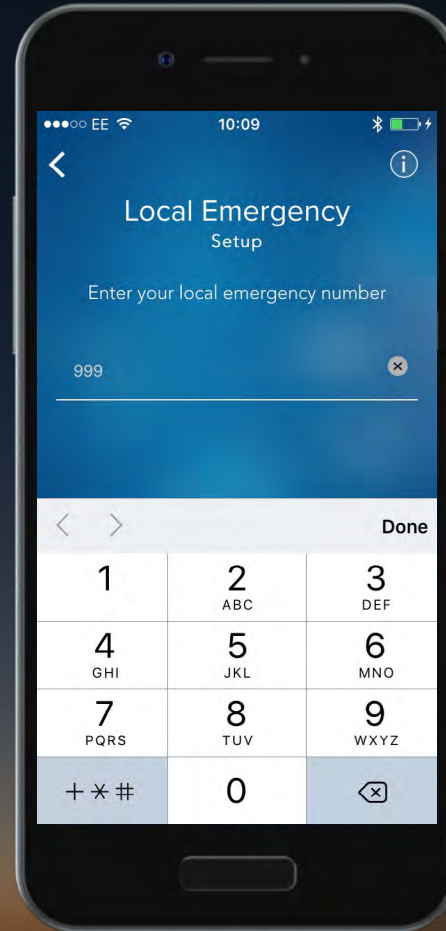 EE 10:09
Local Emergency
Setup
Enter your local emergency number
999
Done
1 2 3
ABC DEF
4 5 6
GHI JKL MNO
7 8 9
PQRS TUV WXYZ
+*# 0